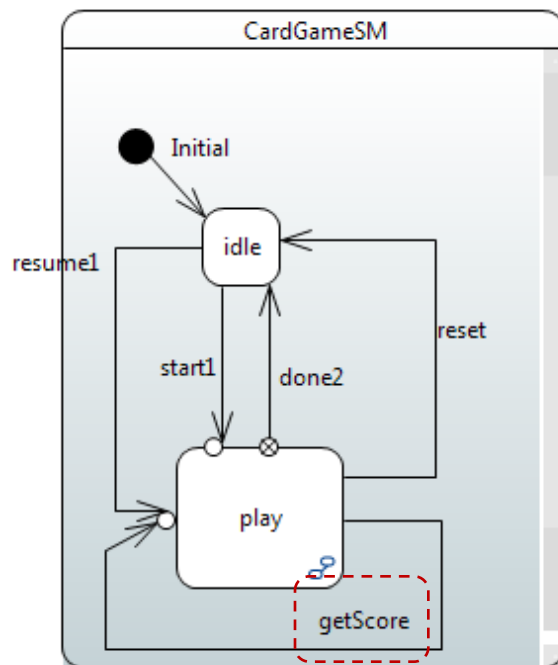 CardGameSM
Initial
idle
resume1
reset
start1
done2
play
getScore